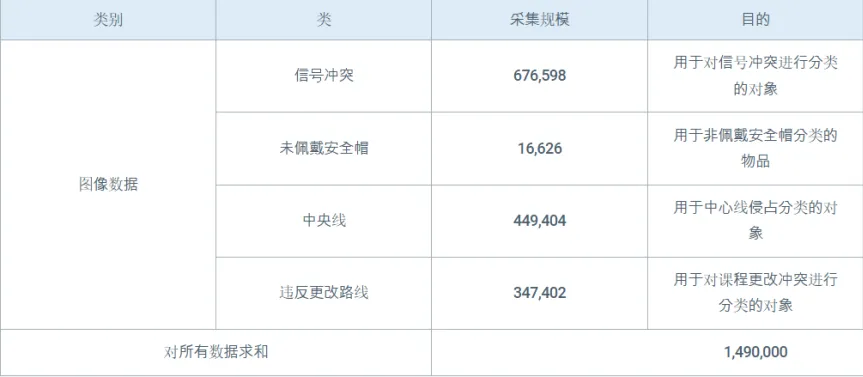 类别 类 采集规模 目的
图像数据
信号冲突 676,598 用于对信号冲突进行分类
的对象
未佩戴安全帽 16,626 用于非佩戴安全帽分类的
物品
中央线 449,404 用于中心线侵占分类的对
象
违反更改路线 347,402 用于对课程更改冲突进行
分类的对象
对所有数据求和 1,490,000